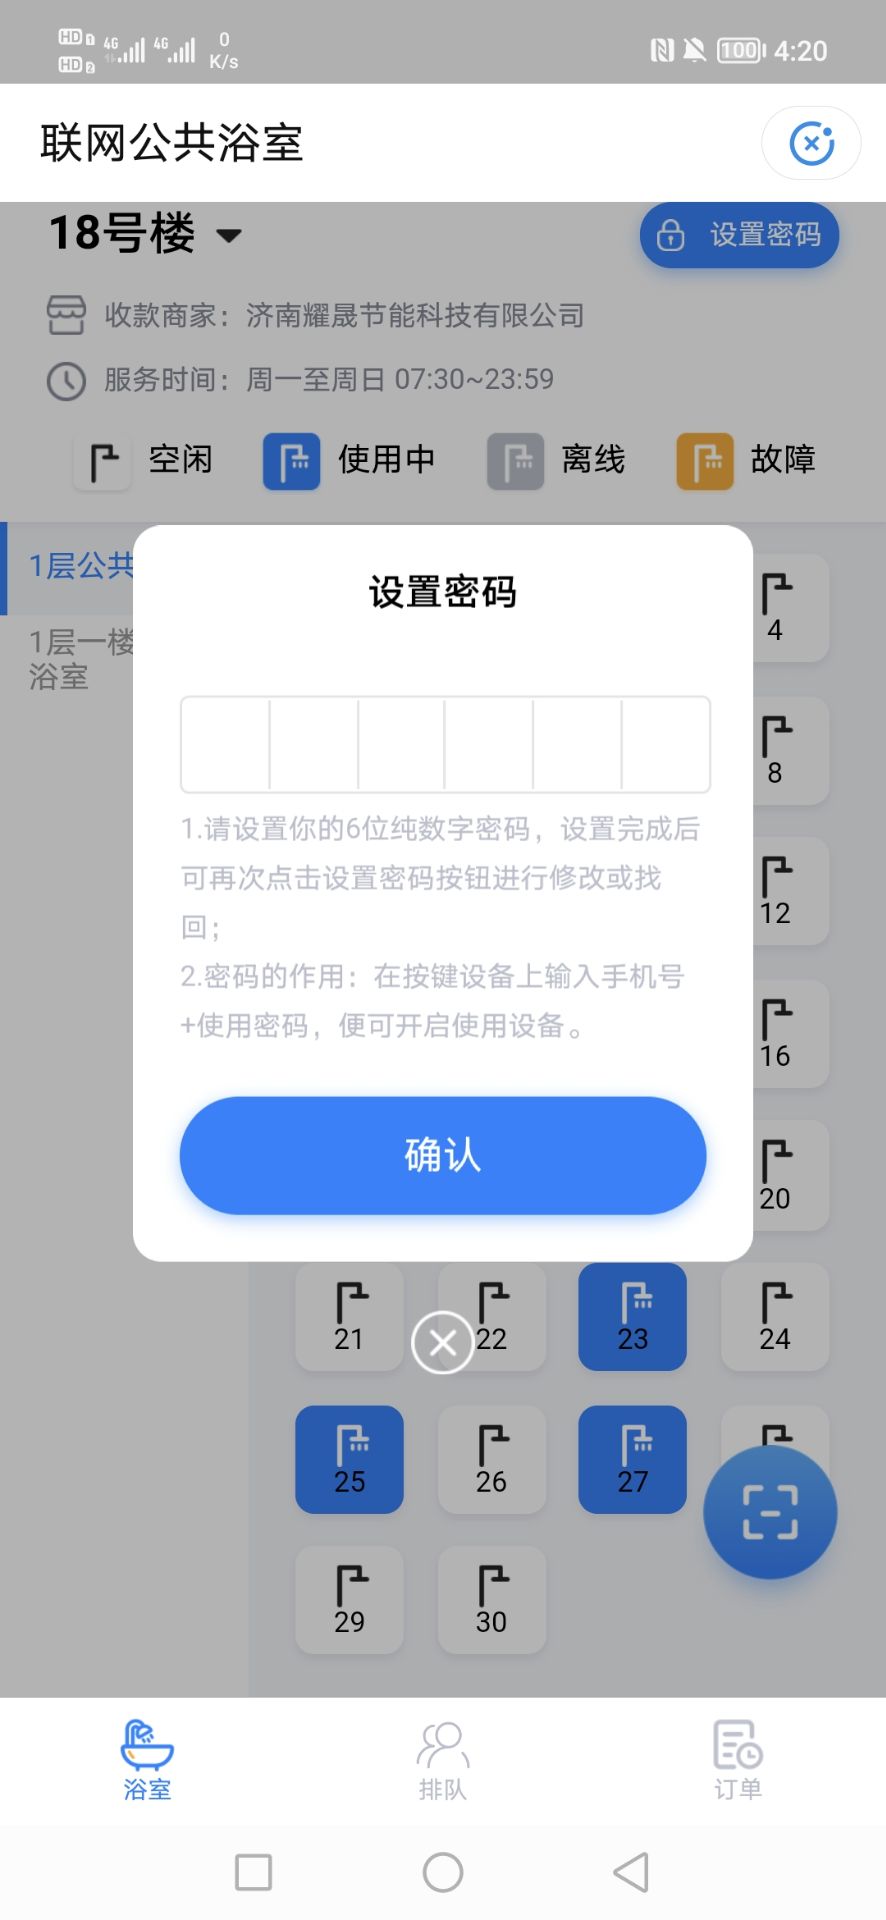 HD 1 4G 4G 0
HD 2 K/s
100 4:20
联网公共浴室
18号楼
设置密码
收款商家：济南耀晟节能科技有限公司
服务时间：周一至周日 07:30~23:59
空闲 使用中 离线 故障
1层公共
1层一楼
浴室
设置密码
1.请设置你的6位纯数字密码，设置完成后
可再次点击设置密码按钮进行修改或找
回；
2.密码的作用：在按键设备上输入手机号
+使用密码，便可开启使用设备。
确认
4
8
12
16
20
21 22 23 24
25 26 27
29 30
浴室 排队 订单